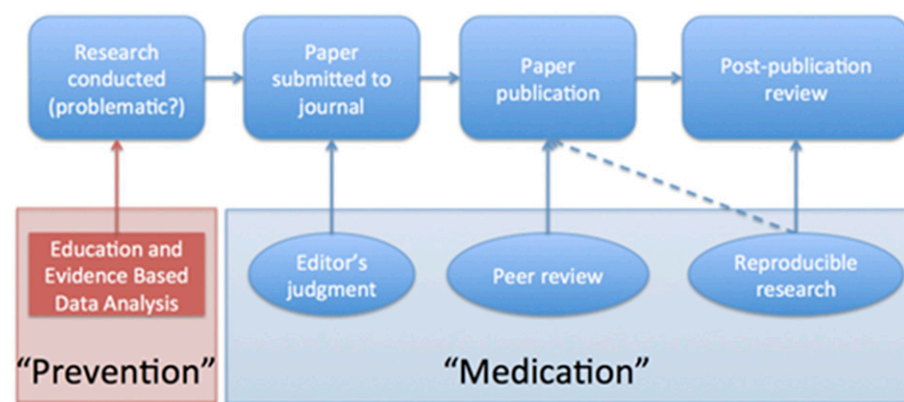 Research
conducted
(problematic?)
Paper
submitted to
journal
Paper
publication
Post-publication
review
Education and
Evidence Based
Data Analysis
Editor’s
judgment
Peer review
Reproducible
research
“Prevention”
“Medication”